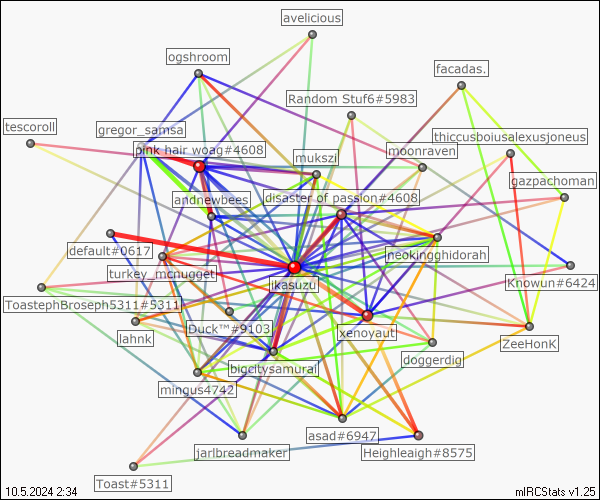 avelicious
ogshroom
facadas.
Random Stuf6#5983
tescoroll
gregor_samsa
thiccusboiusalexusjoneus
pink hair woag#4608
moonraven
mukszi
gazpachoman
andnewbees
disaster of passion#4608
default#0617
neokingghidorah
turkey_mcnugget
Knowun#6424
ikasuzu
ToastephBroseph5311#5311
Duck™#9103
lahnk
xenoyaut
ZeeHonK
doggerdig
bigcitysamurai
mingus4742
asad#6947
jarlbreadmaker
Heighleaigh#8575
Toast#5311
10.5.2024 2:34
mIRCStats v1.25